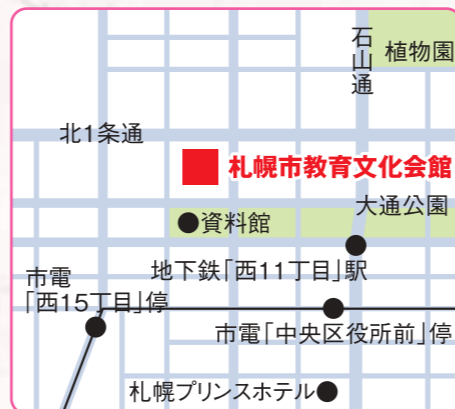 石山通
植物園
北1条通
札幌市教育文化会館
大通公園
資料館
地下鉄「西11丁目」駅
市電
「西15丁目」停
市電「中央区役所前」停
札幌プリンスホテル